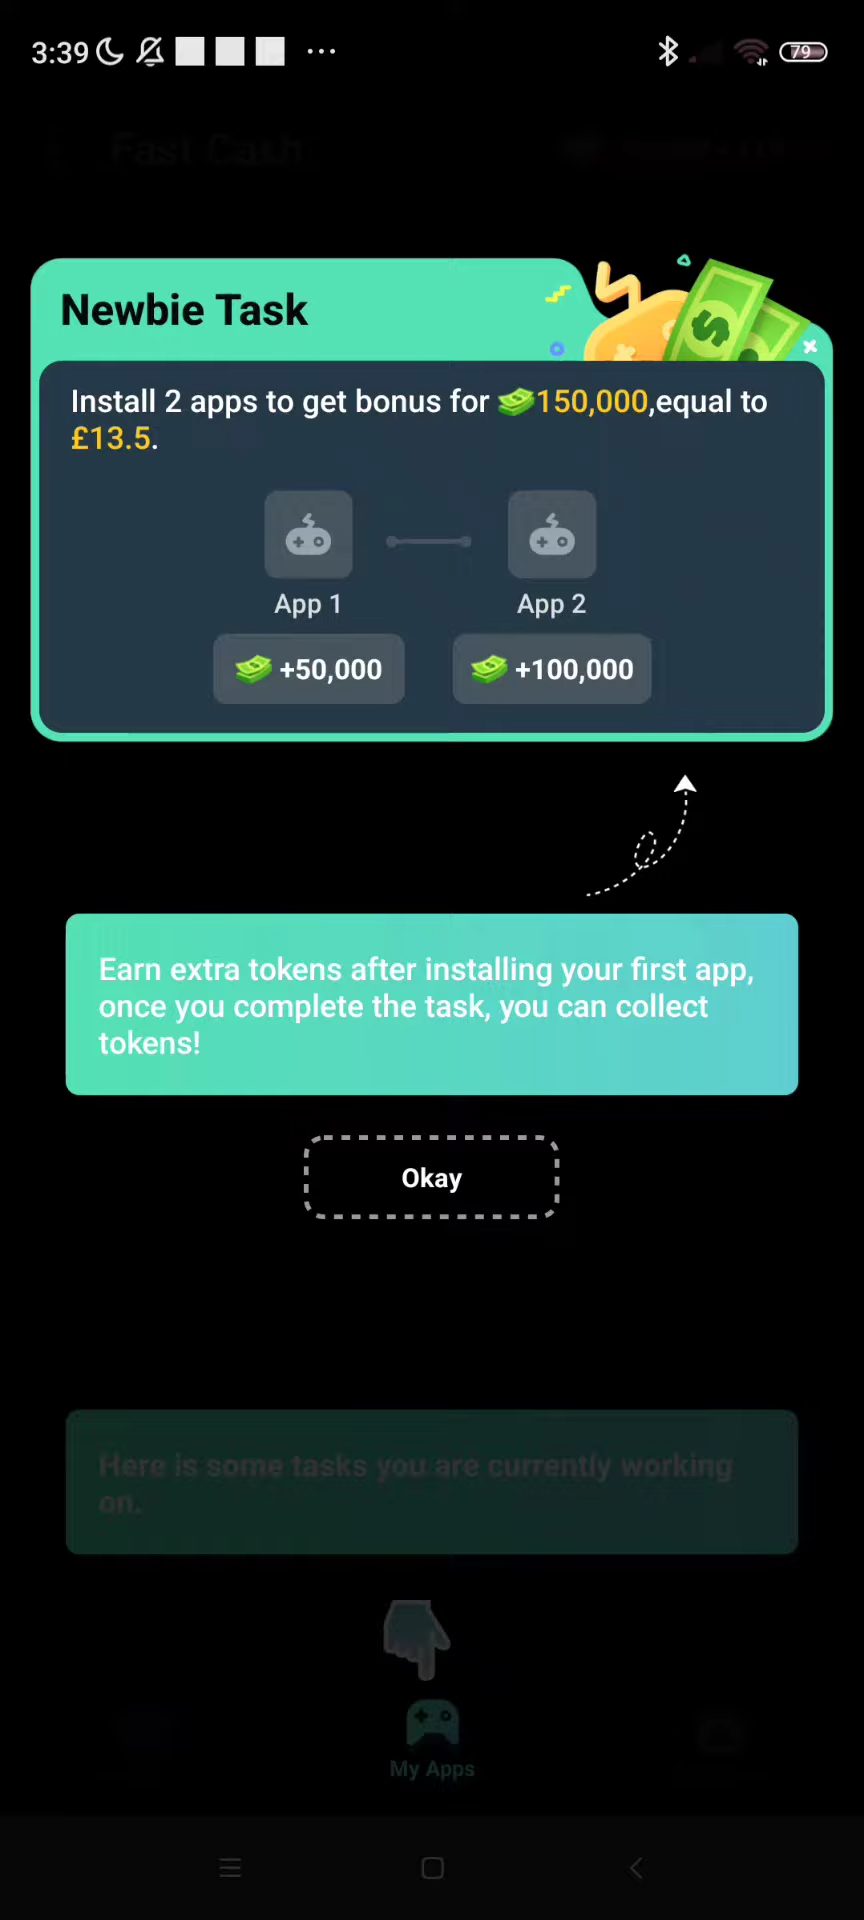 3:39
79
Fast Cash
Newbie Task
Install 2 apps to get bonus for 150,000,equal to
£13.5.
App 1
App 2
+50,000
+100,000
Earn extra tokens after installing your first app,
once you complete the task, you can collect
tokens!
Okay
Here is some tasks you are currently working
on.
My Apps